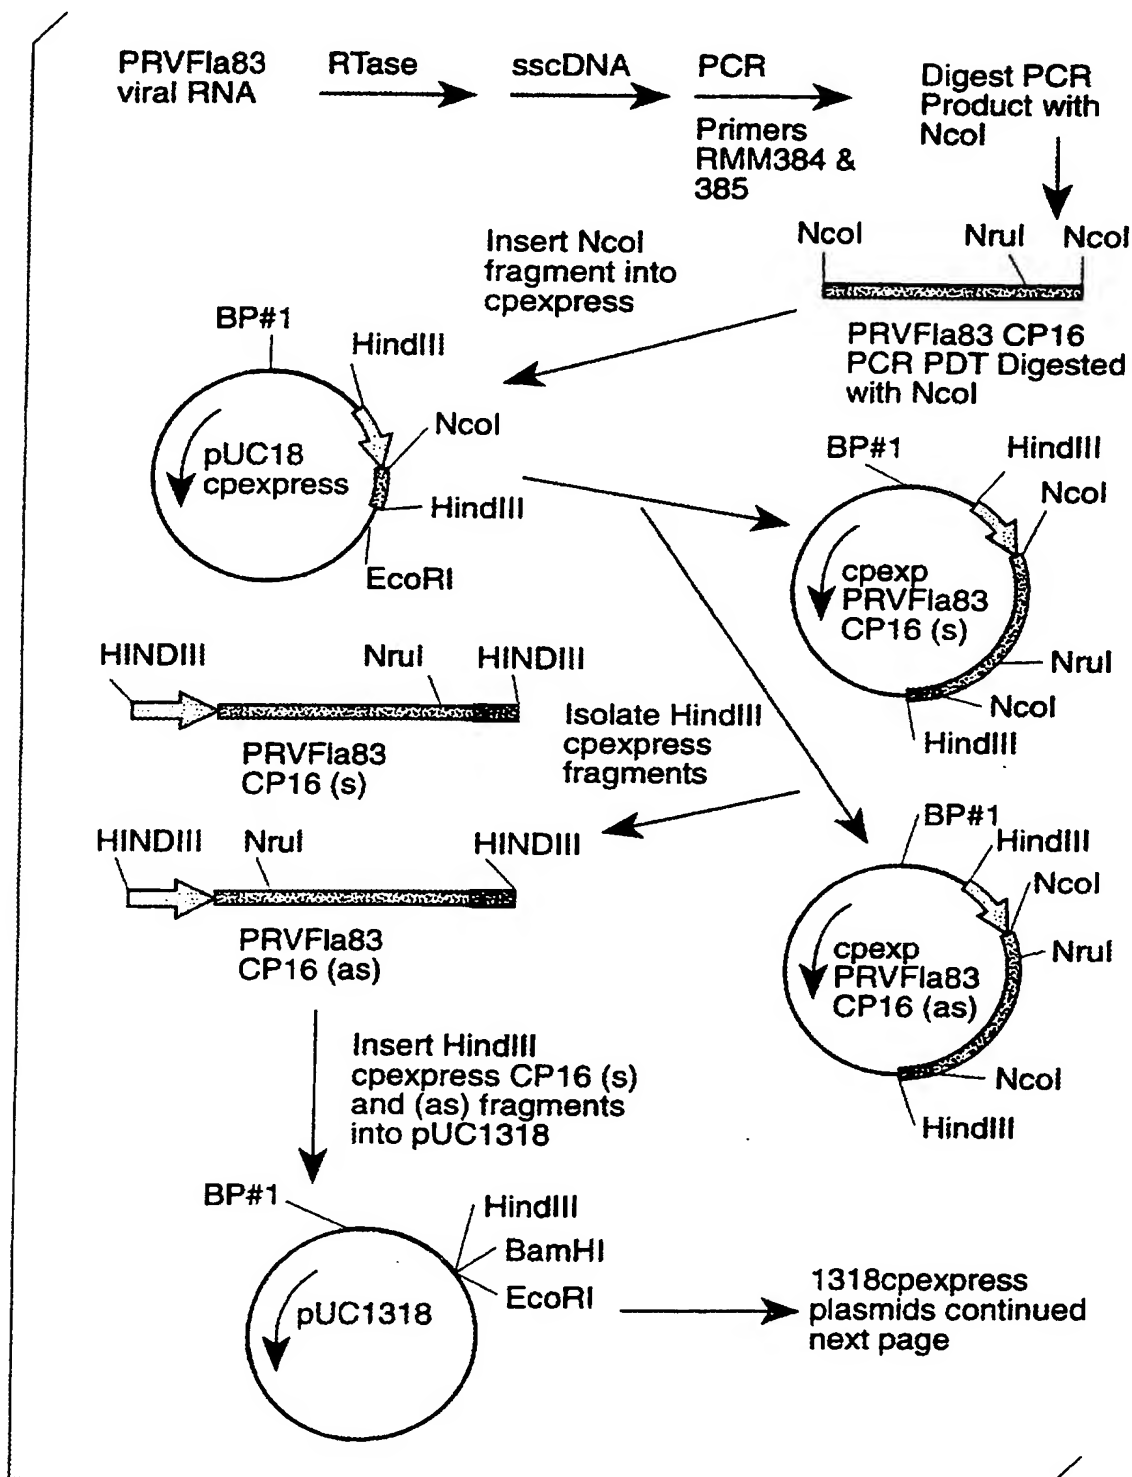 PRVFla83
viral RNA
RTase
sscDNA
PCR
Primers
RMM384 &
385
Digest PCR
Product with
NcoI
NcoI
NruI
NcoI
PRVFla83 CP16
PCR PDT Digested
with NcoI
Insert NcoI
fragment into
cpexpress
BP#1
HindIII
NcoI
pUC18
cpexpress
HindIII
EcoRI
BP#1
HindIII
NcoI
cpexp
PRVFla83
CP16 (s)
NruI
NcoI
HindIII
HINDIII
NruI
HINDIII
PRVFla83
CP16 (s)
Isolate HindIII
cpexpress
fragments
HINDIII
NruI
HINDIII
PRVFla83
CP16 (as)
BP#1
HindIII
NcoI
NruI
cpexp
PRVFla83
CP16 (as)
NcoI
HindIII
Insert HindIII
cpexpress CP16 (s)
and (as) fragments
into pUC1318
BP#1
HindIII
BamHI
EcoRI
pUC1318
1318cpexpress
plasmids continued
next page